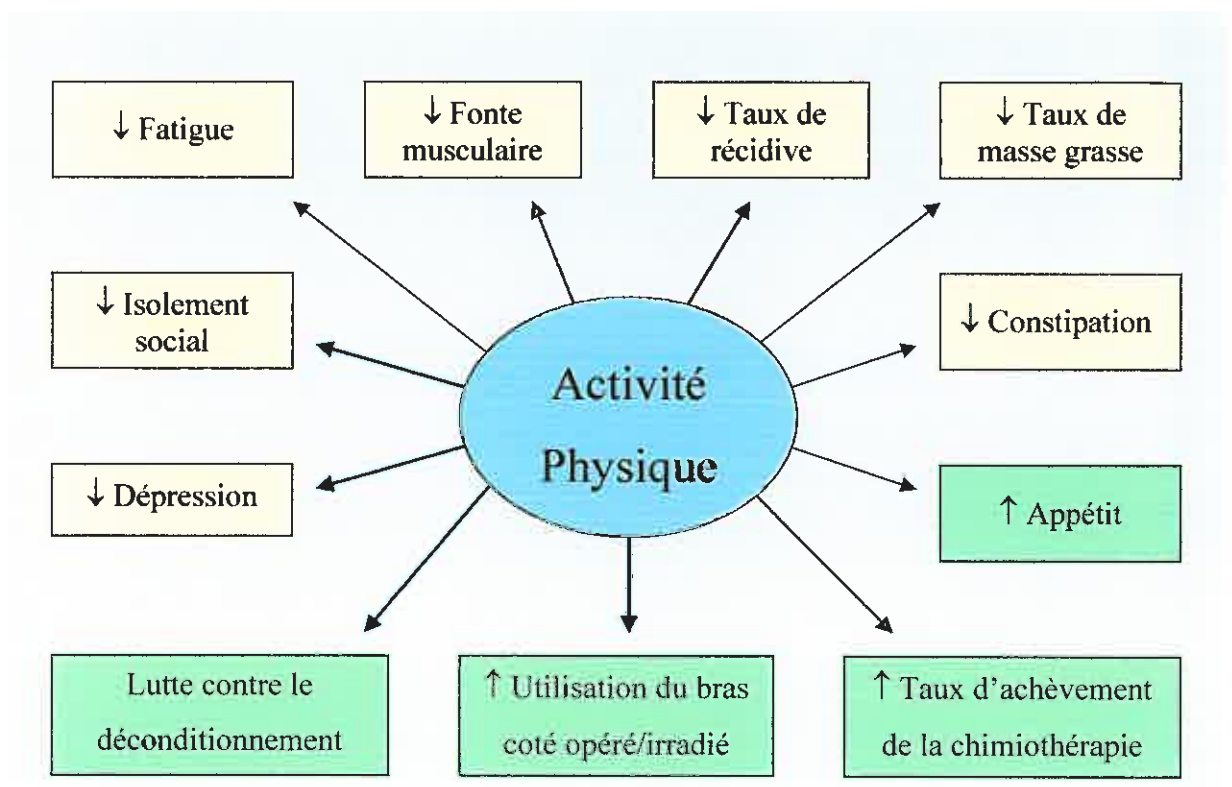 ↓ Fatigue
↓ Fonte
musculaire
↓ Taux de
récidive
↓ Taux de
masse grasse
↓ Isolement
social
↓ Constipation
Activité
Physique
↓ Dépression
↑ Appétit
Lutte contre le
déconditionnement
↑ Utilisation du bras
coté opéré/irradié
↑ Taux d'achèvement
de la chimiothérapie